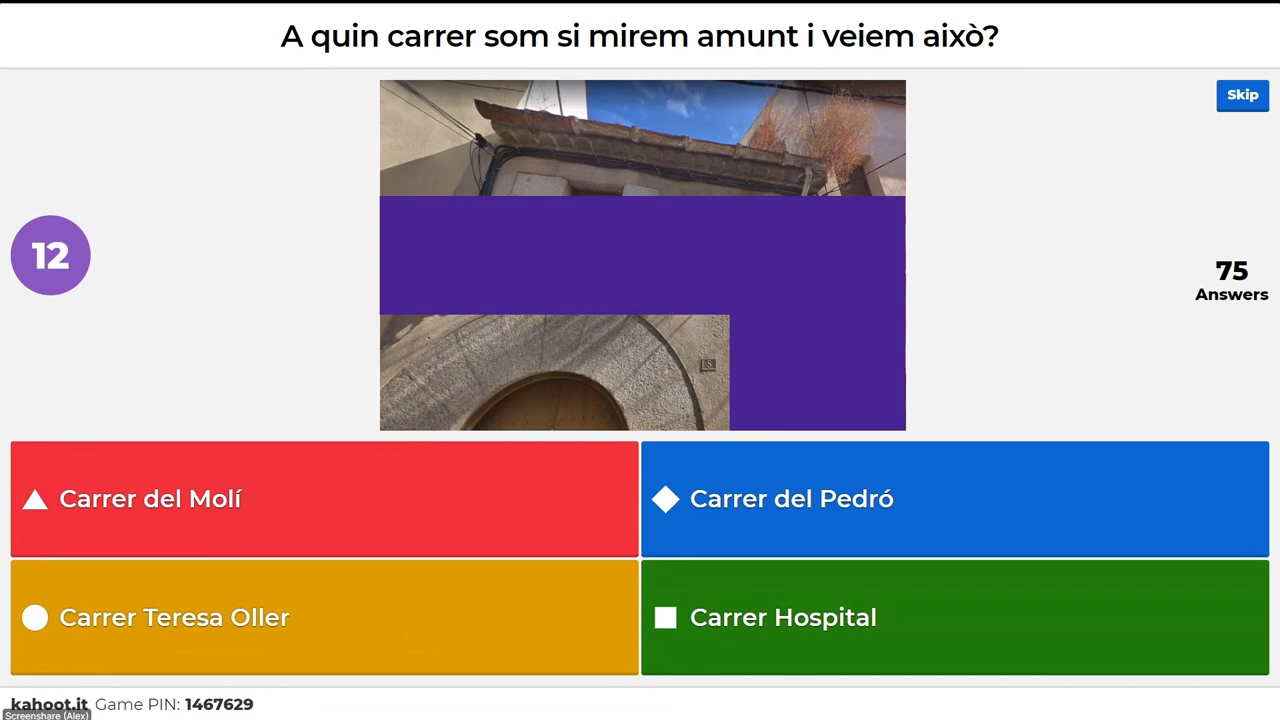 A quin carrer som si mirem amunt i veiem això?
Skip
12
75
Answers
Carrer del Molí
Carrer del Pedró
Carrer Teresa Oller
Carrer Hospital
kahoot.it Game PIN: 1467629
Screenshare (Alex)